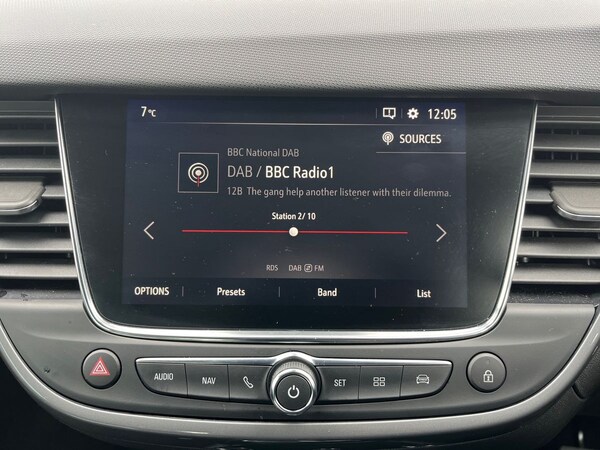 7°C
12:05
SOURCES
BBC National DAB
DAB / BBC Radio1
12B The gang help another listener with their dilemma.
Station 2/ 10
RDS DAB FM
OPTIONS Presets Band List
AUDIO NAV SET